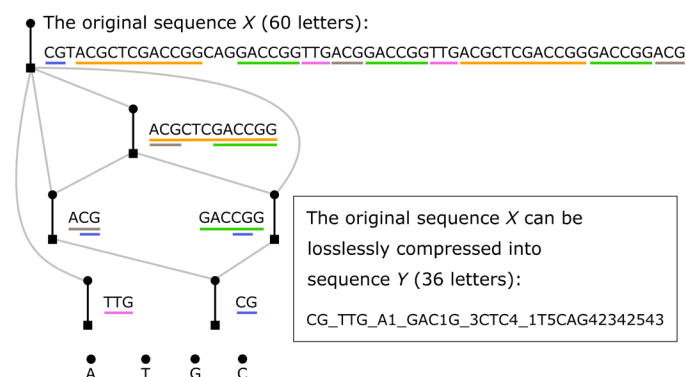 The original sequence X (60 letters):
CGTACGCTCGACCGGCAGGACCGGTTGACGGACCGGTTGACGCTCGACCGGGACCGGACG
ACGCTCGACCGG
ACG
GACCGG
TTG
CG
A T G C
The original sequence X can be
losslessly compressed into
sequence Y (36 letters):
CG_TTG_A1_GAC1G_3CTC4_1T5CAG42342543